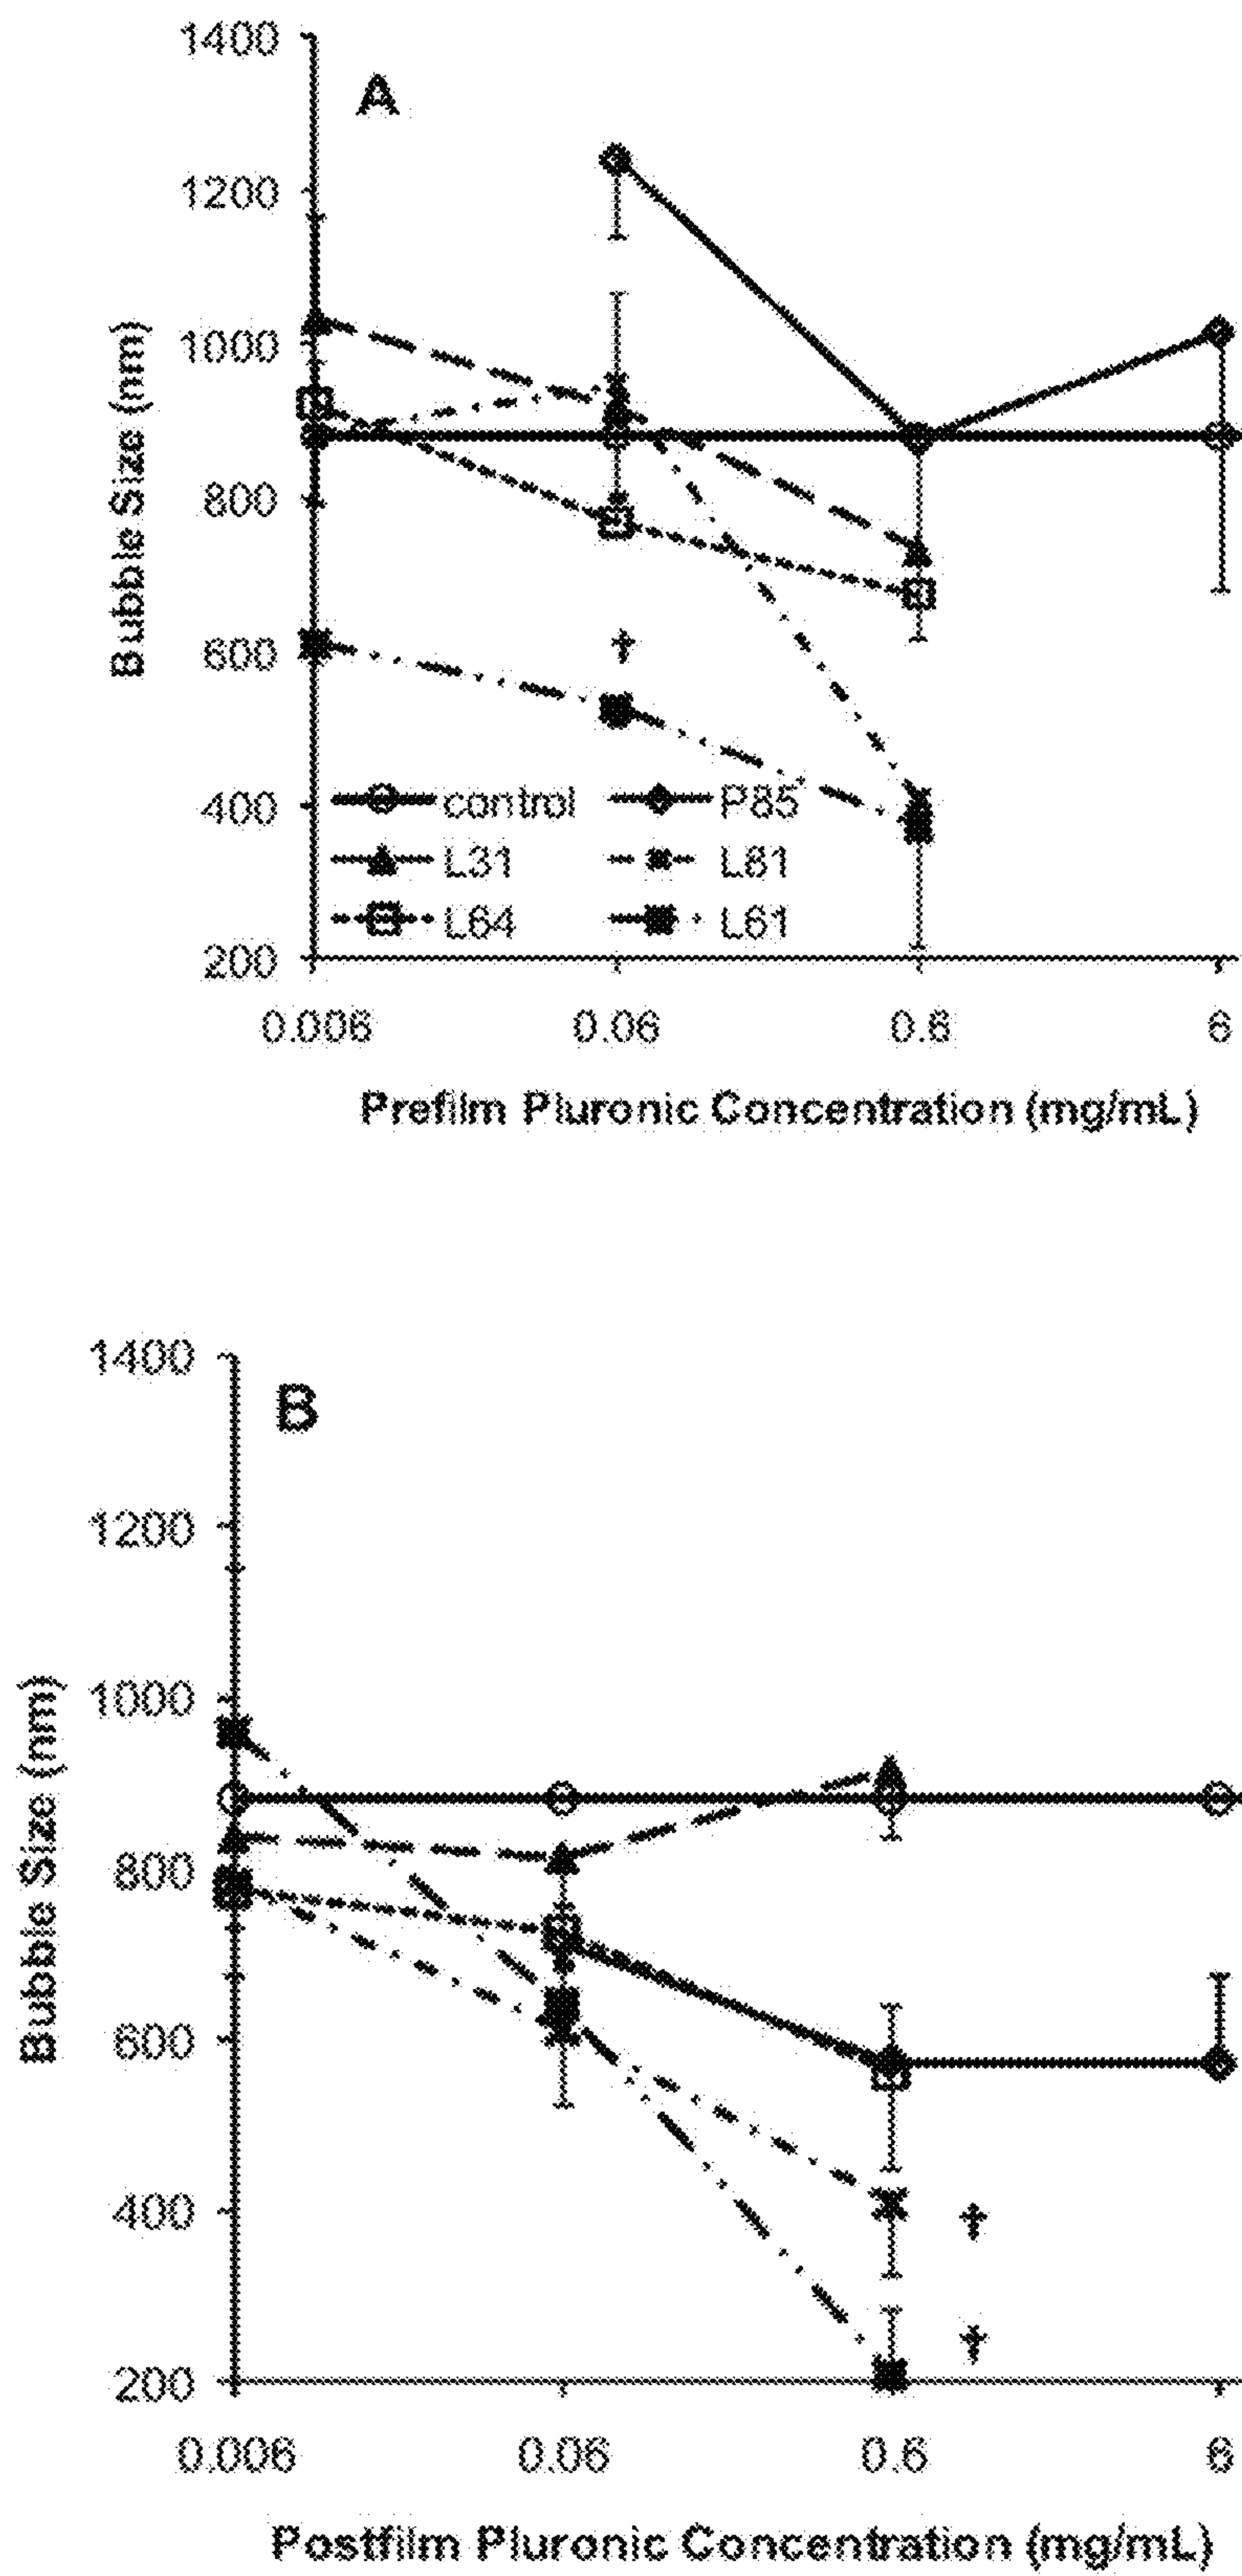 1400
A
1200
1000
800
600
†
400
control P85
L31 L81
L64 L61
200
0.006 0.06 0.6 6
Bubble Size (nm)
Prefilm Pluronic Concentration (mg/mL)
1400
B
1200
1000
800
600
400
†
†
200
0.006 0.06 0.6 6
Bubble Size (nm)
Postfilm Pluronic Concentration (mg/mL)